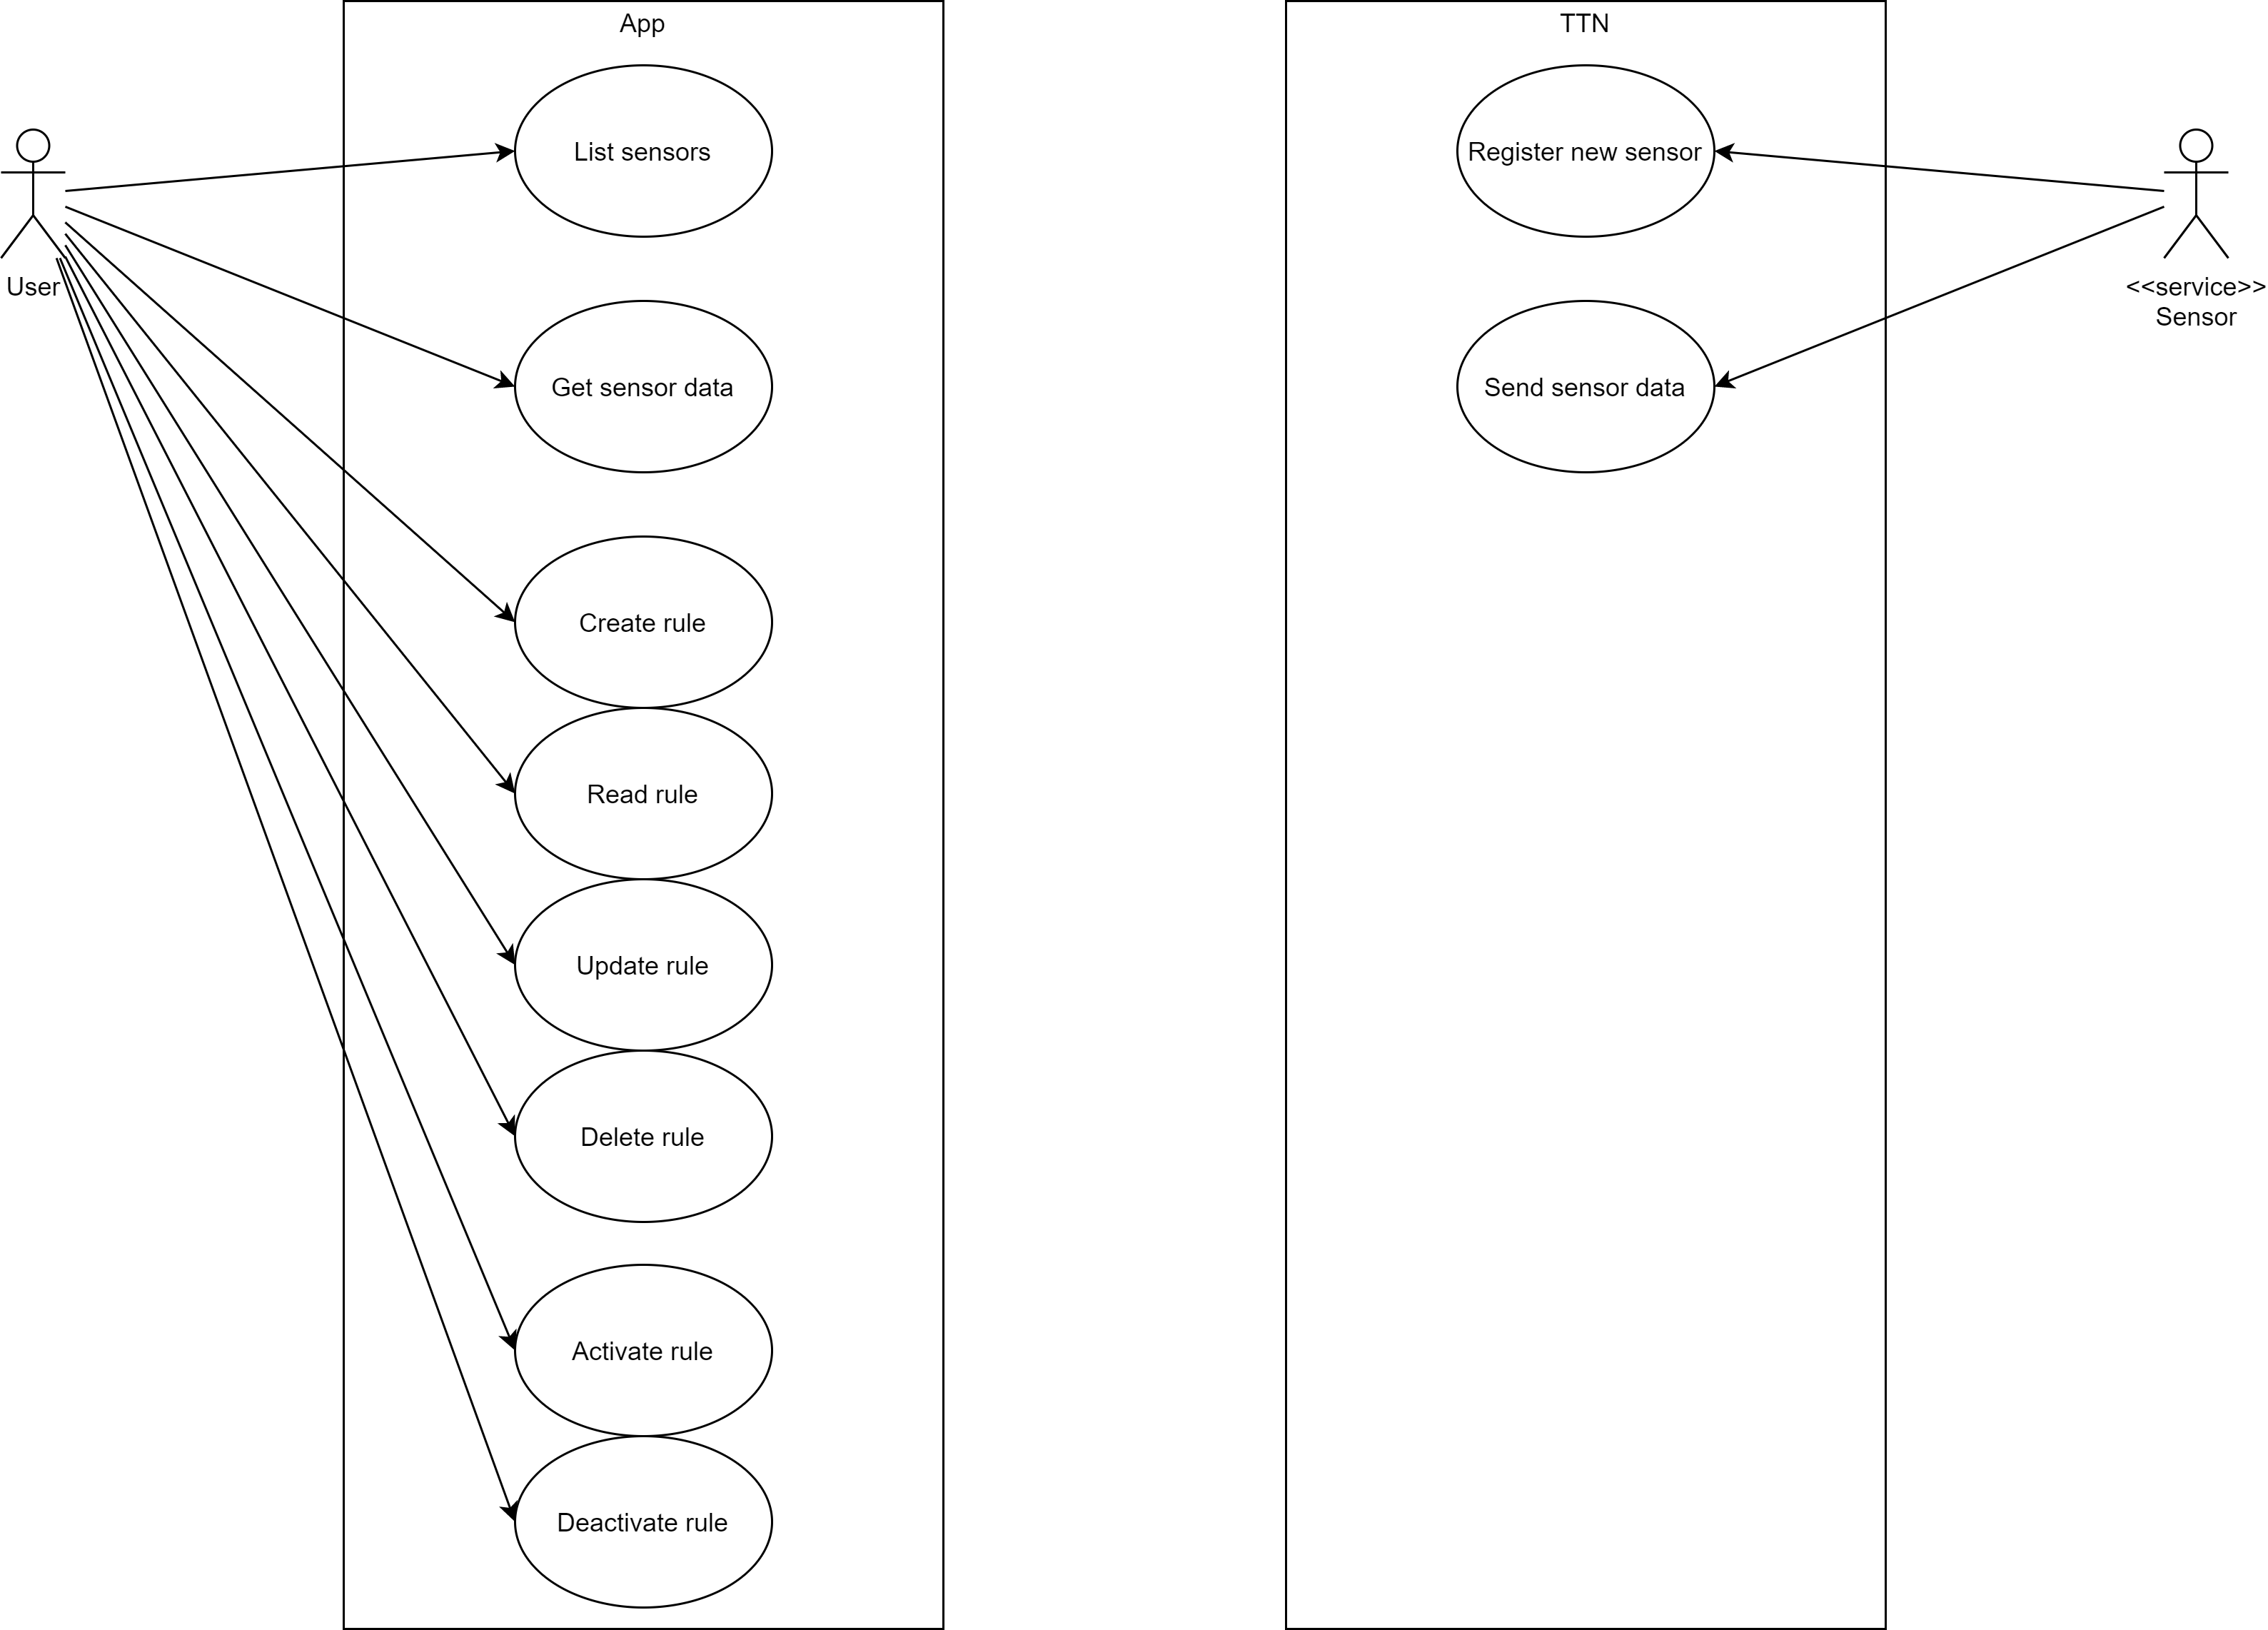 App
List sensors
Get sensor data
Create rule
Read rule
Update rule
Delete rule
Activate rule
Deactivate rule
User
TTN
Register new sensor
Send sensor data
<<service>>
Sensor